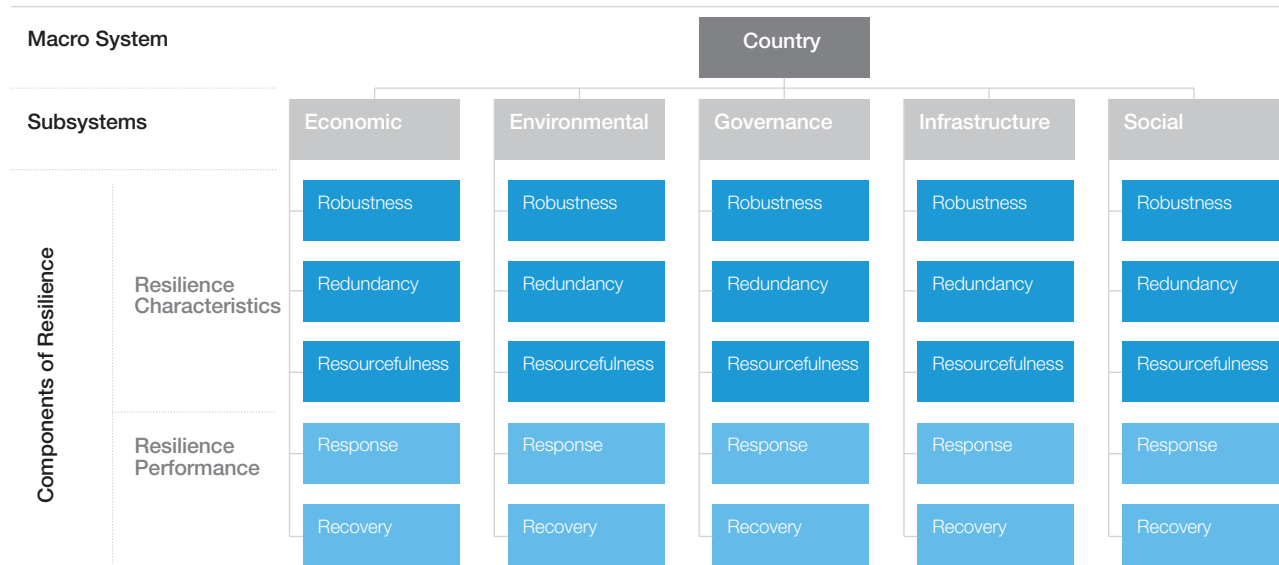 Macro System
Country
Subsystems
Economic
Environmental
Governance
Infrastructure
Social
Components of Resilience
Resilience
Characteristics
Robustness
Robustness
Robustness
Robustness
Robustness
Redundancy
Redundancy
Redundancy
Redundancy
Redundancy
Resourcefulness
Resourcefulness
Resourcefulness
Resourcefulness
Resourcefulness
Resilience
Performance
Response
Response
Response
Response
Response
Recovery
Recovery
Recovery
Recovery
Recovery